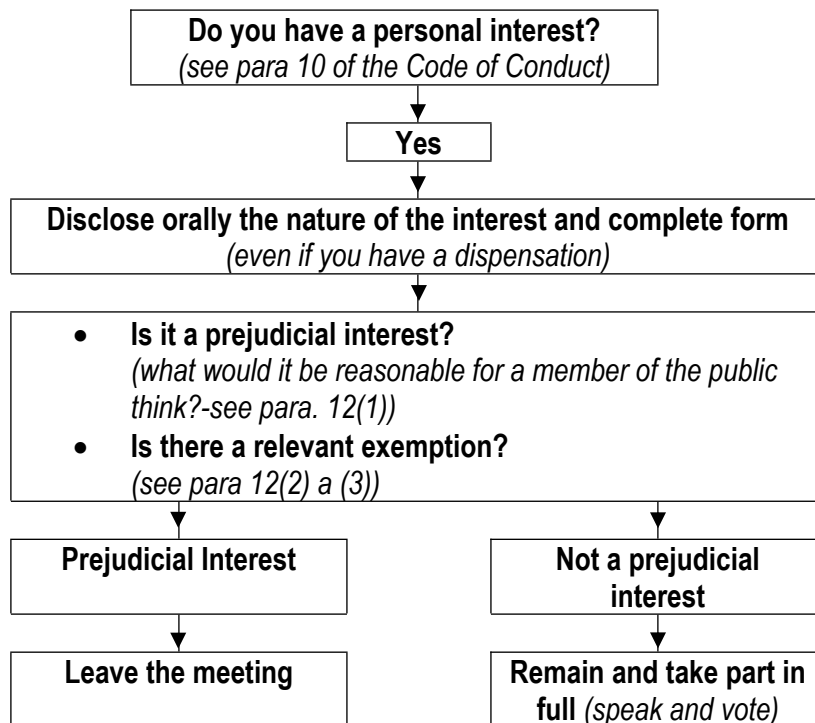 Do you have a personal interest?
(see para 10 of the Code of Conduct)
Yes
Disclose orally the nature of the interest and complete form
(even if you have a dispensation)
• Is it a prejudicial interest?
(what would it be reasonable for a member of the public
think?-see para. 12(1))
• Is there a relevant exemption?
(see para 12(2) a (3))
Prejudicial Interest
Not a prejudicial
interest
Leave the meeting
Remain and take part in
full (speak and vote)